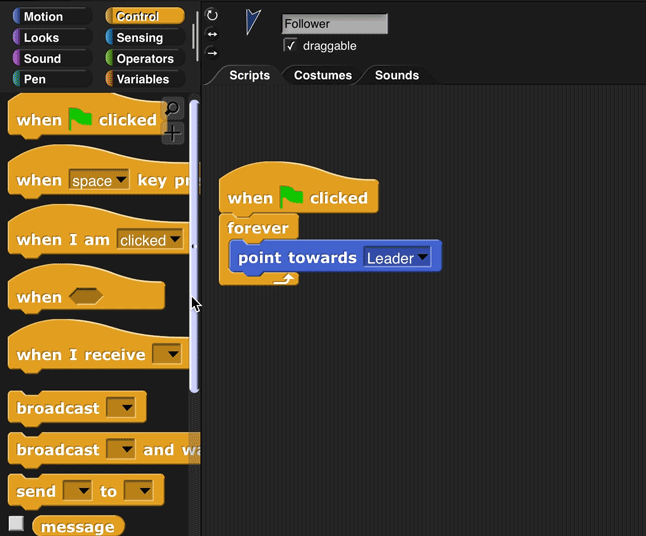 Motion Control
Looks Sensing
Sound Operators
Pen Variables
Follower
draggable
Scripts Costumes Sounds
when clicked
when space key pr
when I am clicked
when
when I receive
broadcast
broadcast and wa
send to
message
when clicked
forever
point towards Leader